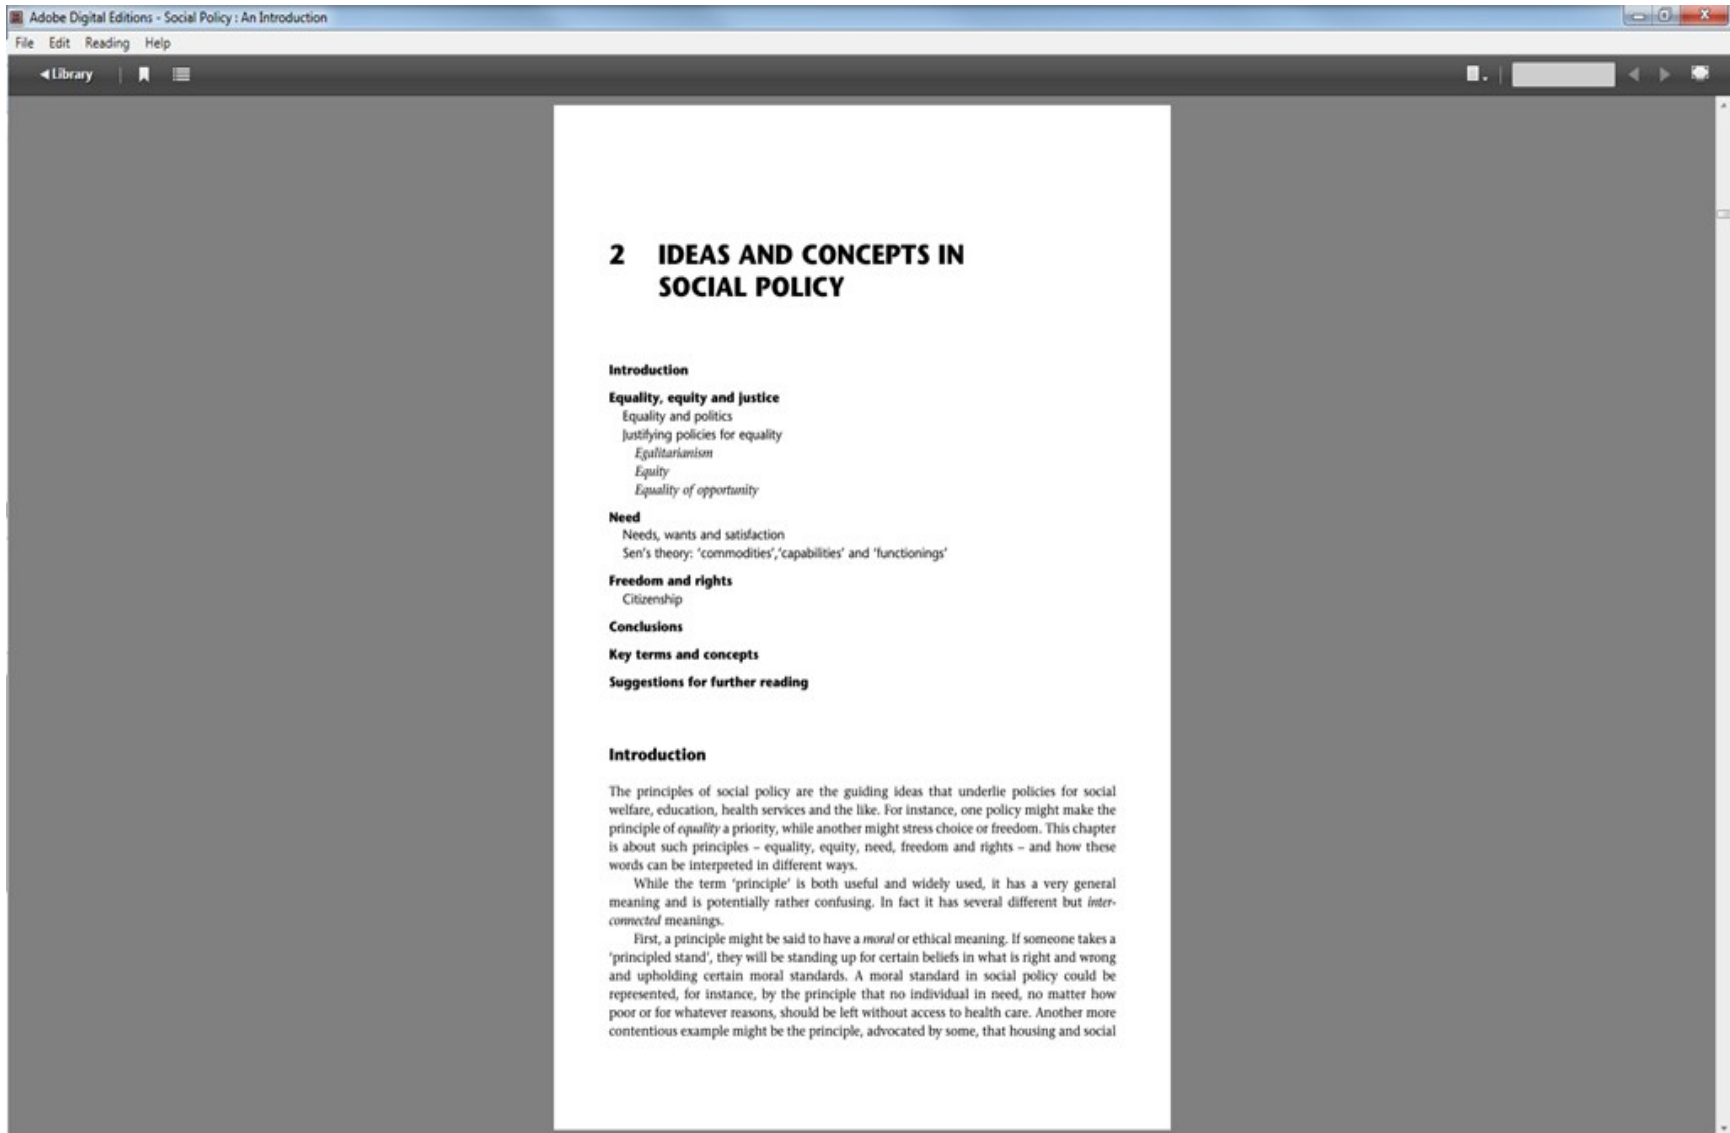 Adobe Digital Editions - Social Policy : An Introduction
File Edit Reading Help
Library
2 IDEAS AND CONCEPTS IN
SOCIAL POLICY
Introduction
Equality, equity and justice
Equality and politics
Justifying policies for equality
Egalitarianism
Equity
Equality of opportunity
Need
Needs, wants and satisfaction
Sen's theory: 'commodities','capabilities' and 'functionings'
Freedom and rights
Citizenship
Conclusions
Key terms and concepts
Suggestions for further reading
Introduction
The principles of social policy are the guiding ideas that underlie policies for social
welfare, education, health services and the like. For instance, one policy might make the
principle of equality a priority, while another might stress choice or freedom. This chapter
is about such principles – equality, equity, need, freedom and rights – and how these
words can be interpreted in different ways.
While the term 'principle' is both useful and widely used, it has a very general
meaning and is potentially rather confusing. In fact it has several different but inter-
connected meanings.
First, a principle might be said to have a moral or ethical meaning. If someone takes a
'principled stand', they will be standing up for certain beliefs in what is right and wrong
and upholding certain moral standards. A moral standard in social policy could be
represented, for instance, by the principle that no individual in need, no matter how
poor or for whatever reasons, should be left without access to health care. Another more
contentious example might be the principle, advocated by some, that housing and social